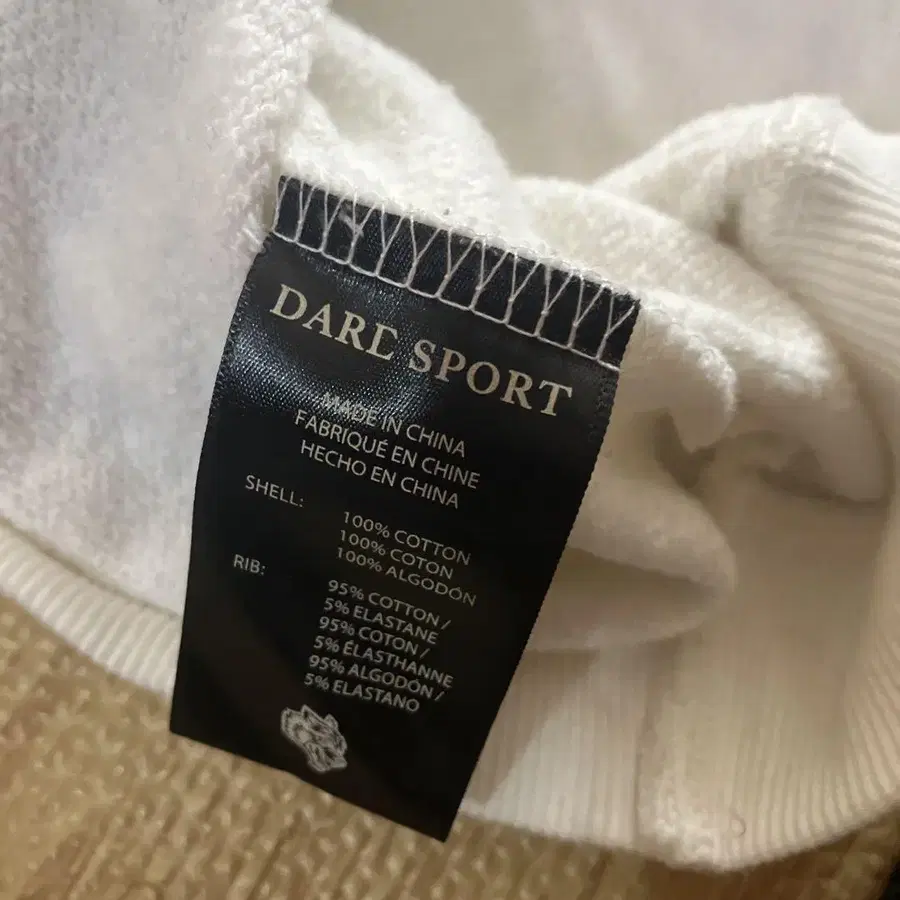 DARE SPORT
MADE IN CHINA
FABRIQUÉ EN CHINE
HECHO EN CHINA
SHELL:
100% COTTON
100% COTON
100% ALGODÓN
RIB:
95% COTTON /
5% ELASTANE
95% COTON /
5% ÉLASTHANNE
95% ALGODÓN /
5% ELASTANO